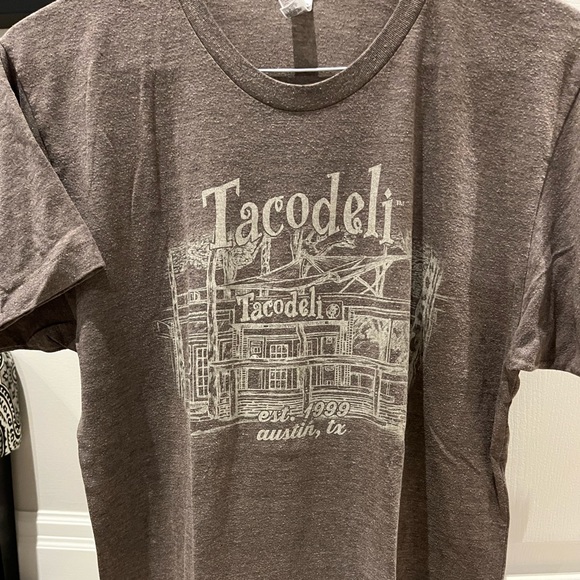 Tacodeli
Tacodeli
est. 1999
austin, tx